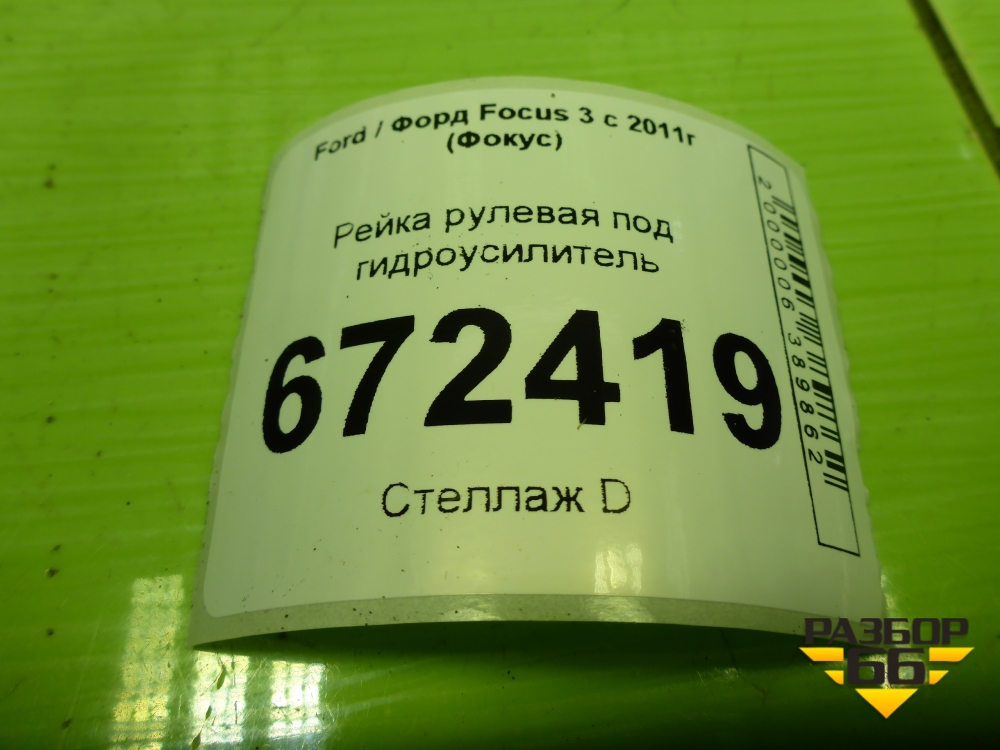 Ford / Форд Focus 3 с 2011г
(Фокус)
Рейка рулевая под
гидроусилитель
672419
Стеллаж D
2000006389862
РАЗБОР
66